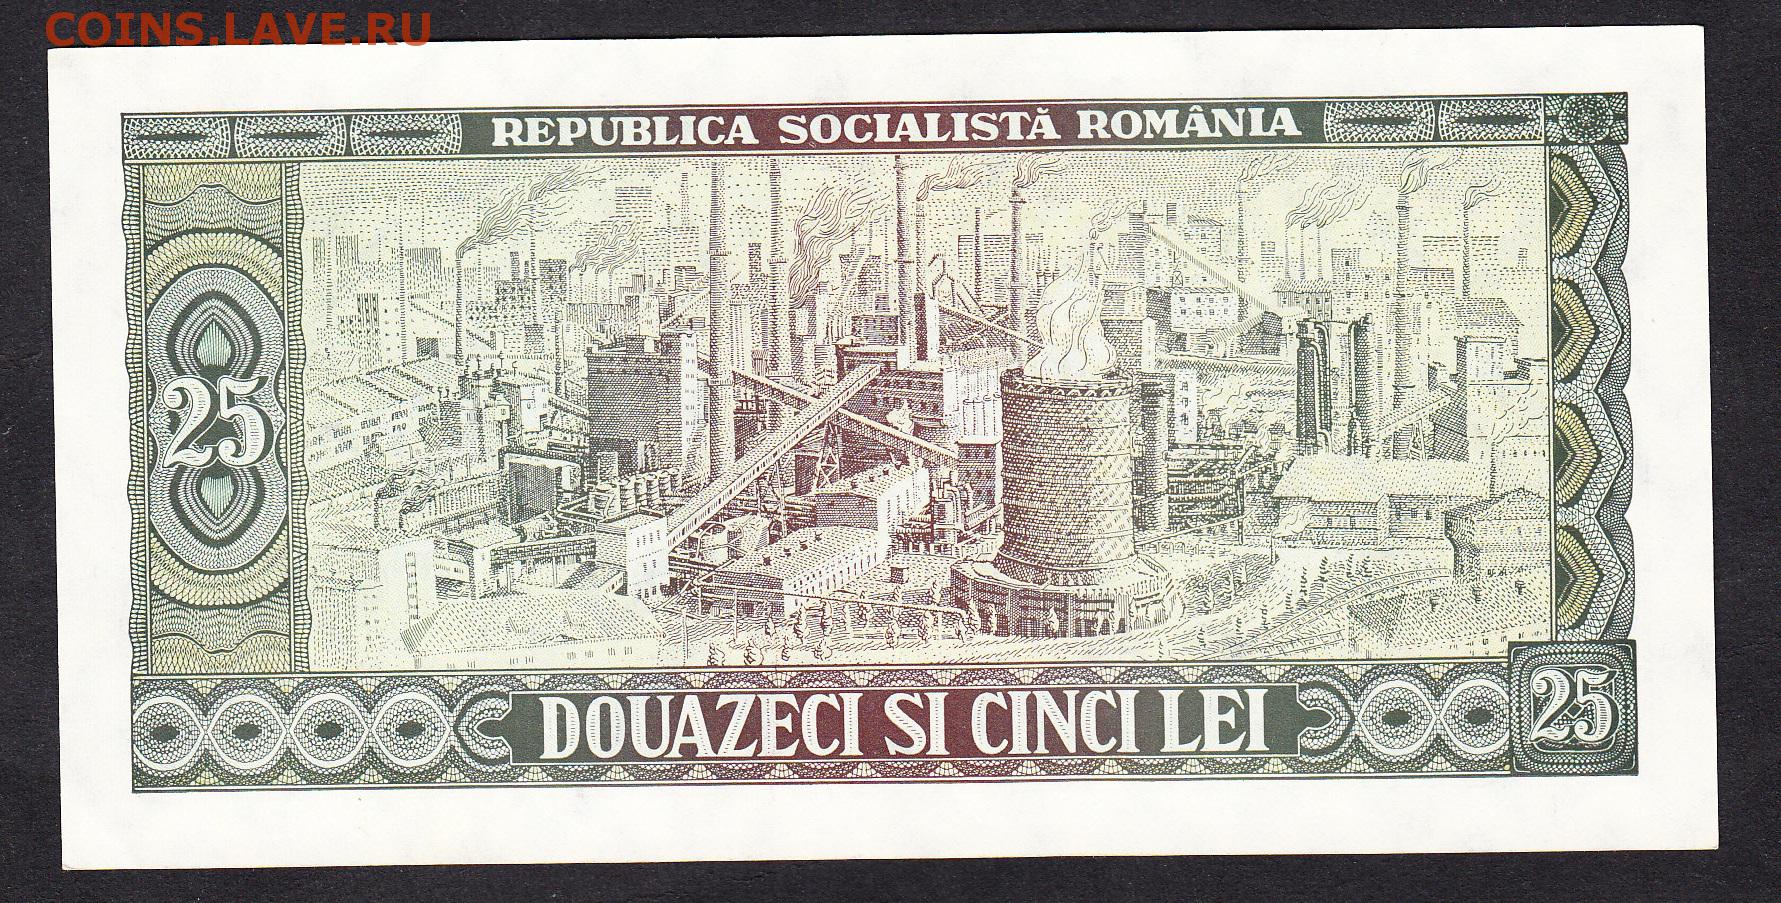 COINS.LAVE.RU
REPUBLICA SOCIALISTĂ ROMÂNIA
25
DOUAZECI SI CINCI LEI
25